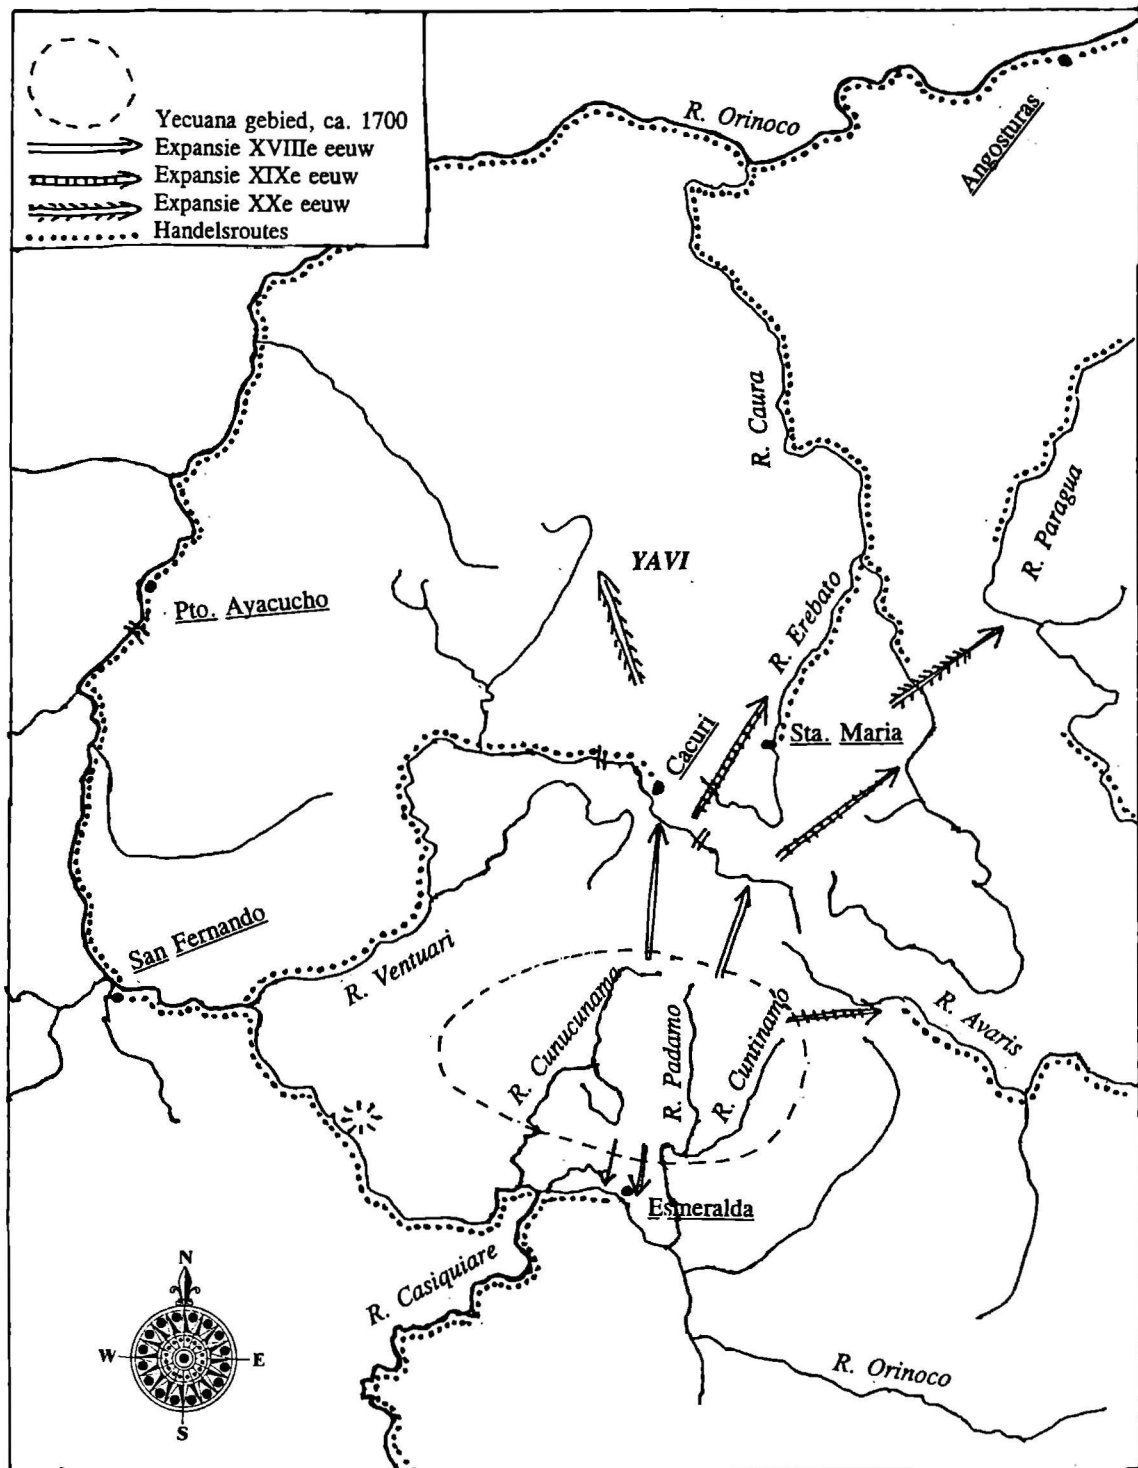 Yecuana gebied, ca. 1700
Expansie XVIIIe eeuw
Expansie XIXe eeuw
Expansie XXe eeuw
Handelsroutes
R. Orinoco
Angosturas
R. Caura
R. Paragua
YAVI
R. Erebato
Pto. Ayacucho
Sta. Maria
Cacuri
San Fernando
R. Ventuari
R. Cunucunama
R. Padamo
R. Cuntinamo
R. Avaris
Esmeralda
R. Casiquiare
R. Orinoco
N
W
E
S